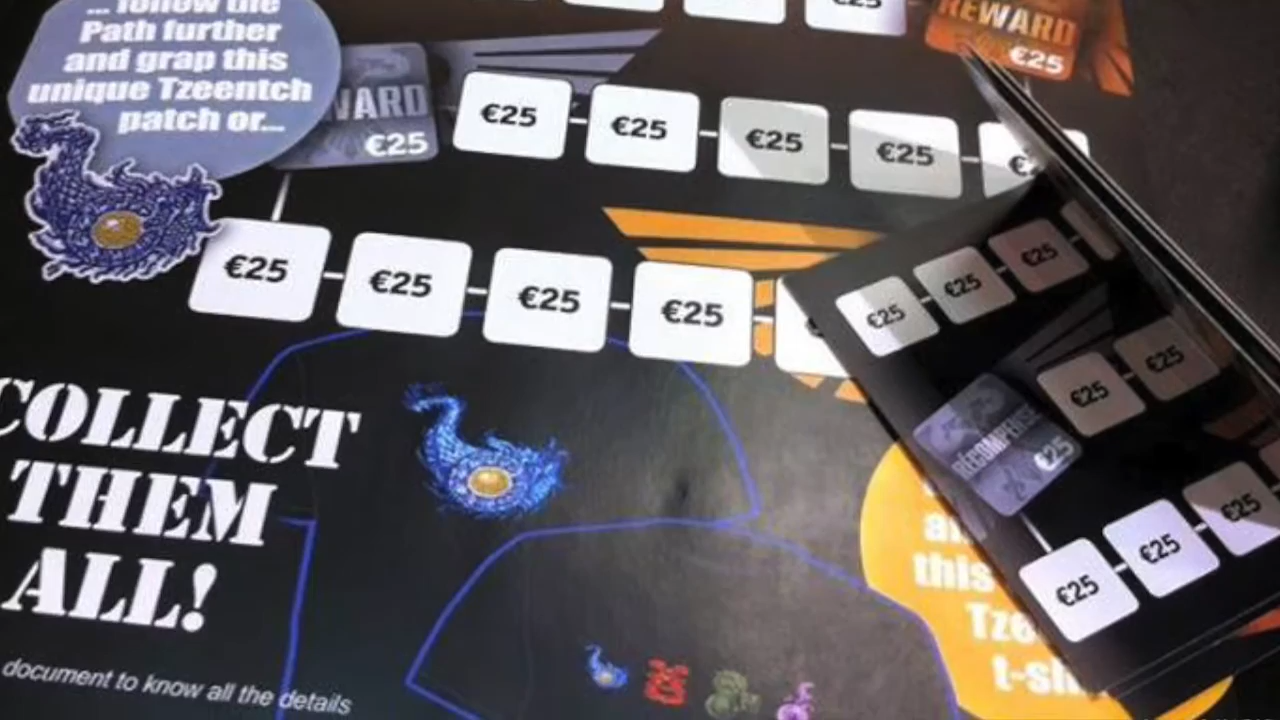 ... follow the
Path further
and grap this
unique Tzeentch
patch or...
€25
REWARD
€25
€25
€25 €25 €25 €25
€25 €25 €25 €25
COLLECT
THEM
ALL!
document to know all the details
this
t-sh
€25 €25 €25
RÉCOMPENSE
€25
€25 €25
€25 €25 €25